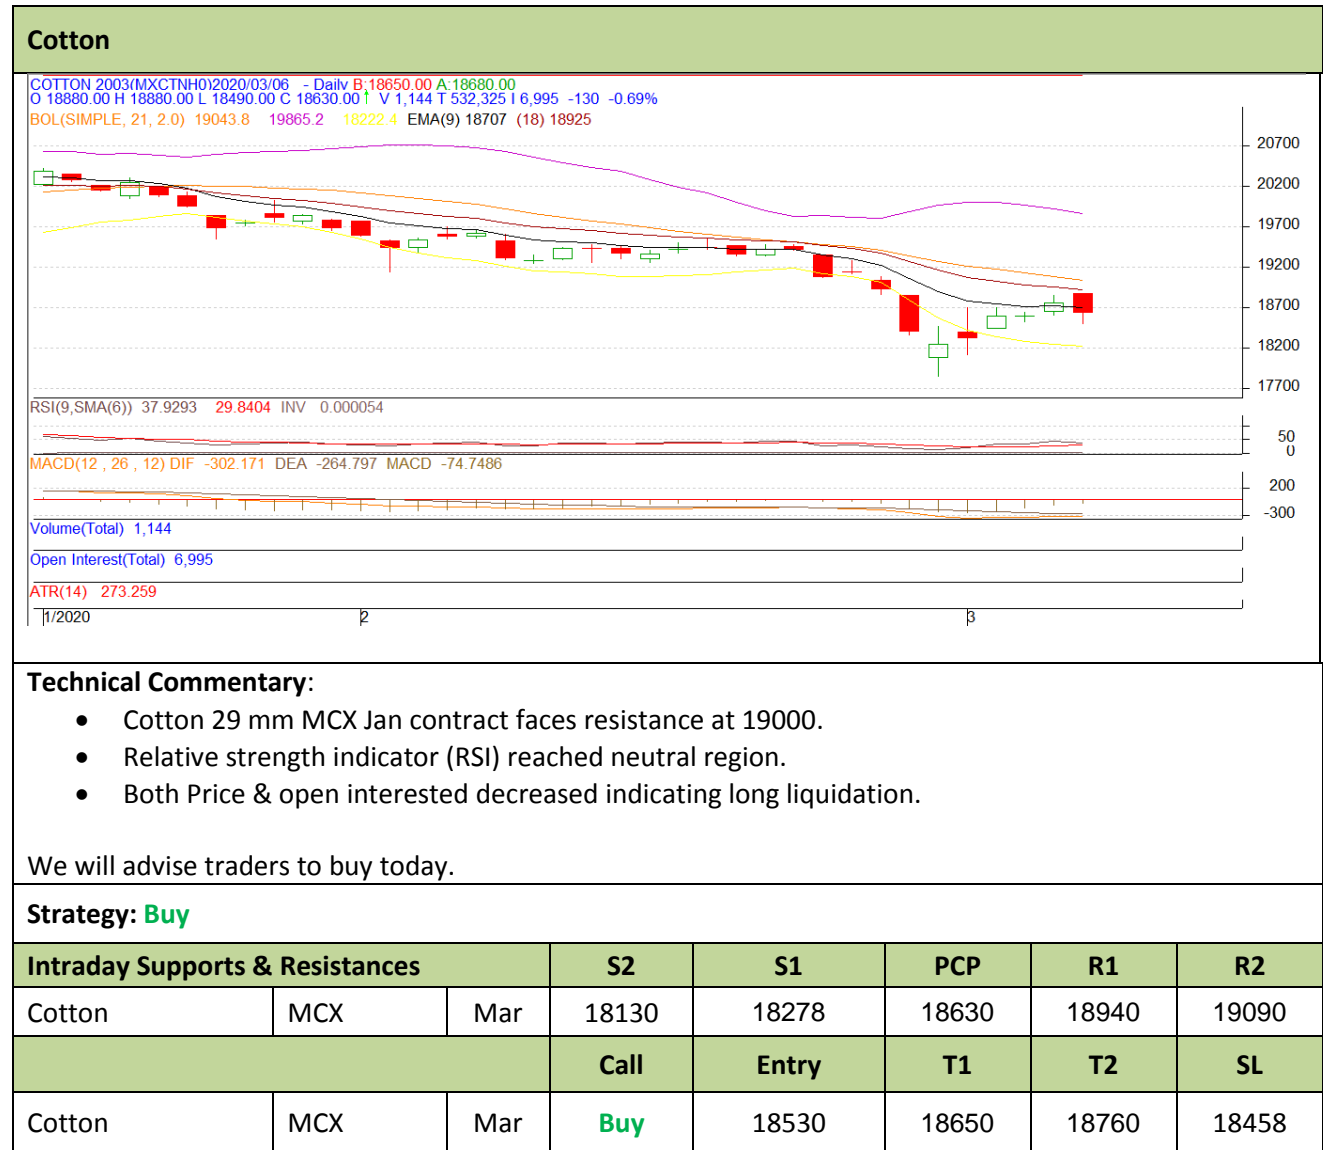 Cotton
COTTON 2003(MXCTNH0)2020/03/06 - Daily B:18650.00 A:18680.00
O 18880.00 H 18880.00 L 18490.00 C 18630.00↑ V 1,144 T 532,325 I 6,995 -130 -0.69%
BOL(SIMPLE, 21, 2.0) 19043.8 19865.2 18222.4 EMA(9) 18707 (18) 18925
20700
20200
19700
19200
18700
18200
17700
RSI(9,SMA(6)) 37.9293 29.8404 INV 0.000054
50
0
MACD(12 , 26 , 12) DIF -302.171 DEA -264.797 MACD -74.7486
200
-300
Volume(Total) 1,144
Open Interest(Total) 6,995
ATR(14) 273.259
1/2020 2 3
Technical Commentary:
• Cotton 29 mm MCX Jan contract faces resistance at 19000.
• Relative strength indicator (RSI) reached neutral region.
• Both Price & open interested decreased indicating long liquidation.
We will advise traders to buy today.
Strategy: Buy
Intraday Supports & Resistances S2 S1 PCP R1 R2
Cotton MCX Mar 18130 18278 18630 18940 19090
Call Entry T1 T2 SL
Cotton MCX Mar Buy 18530 18650 18760 18458